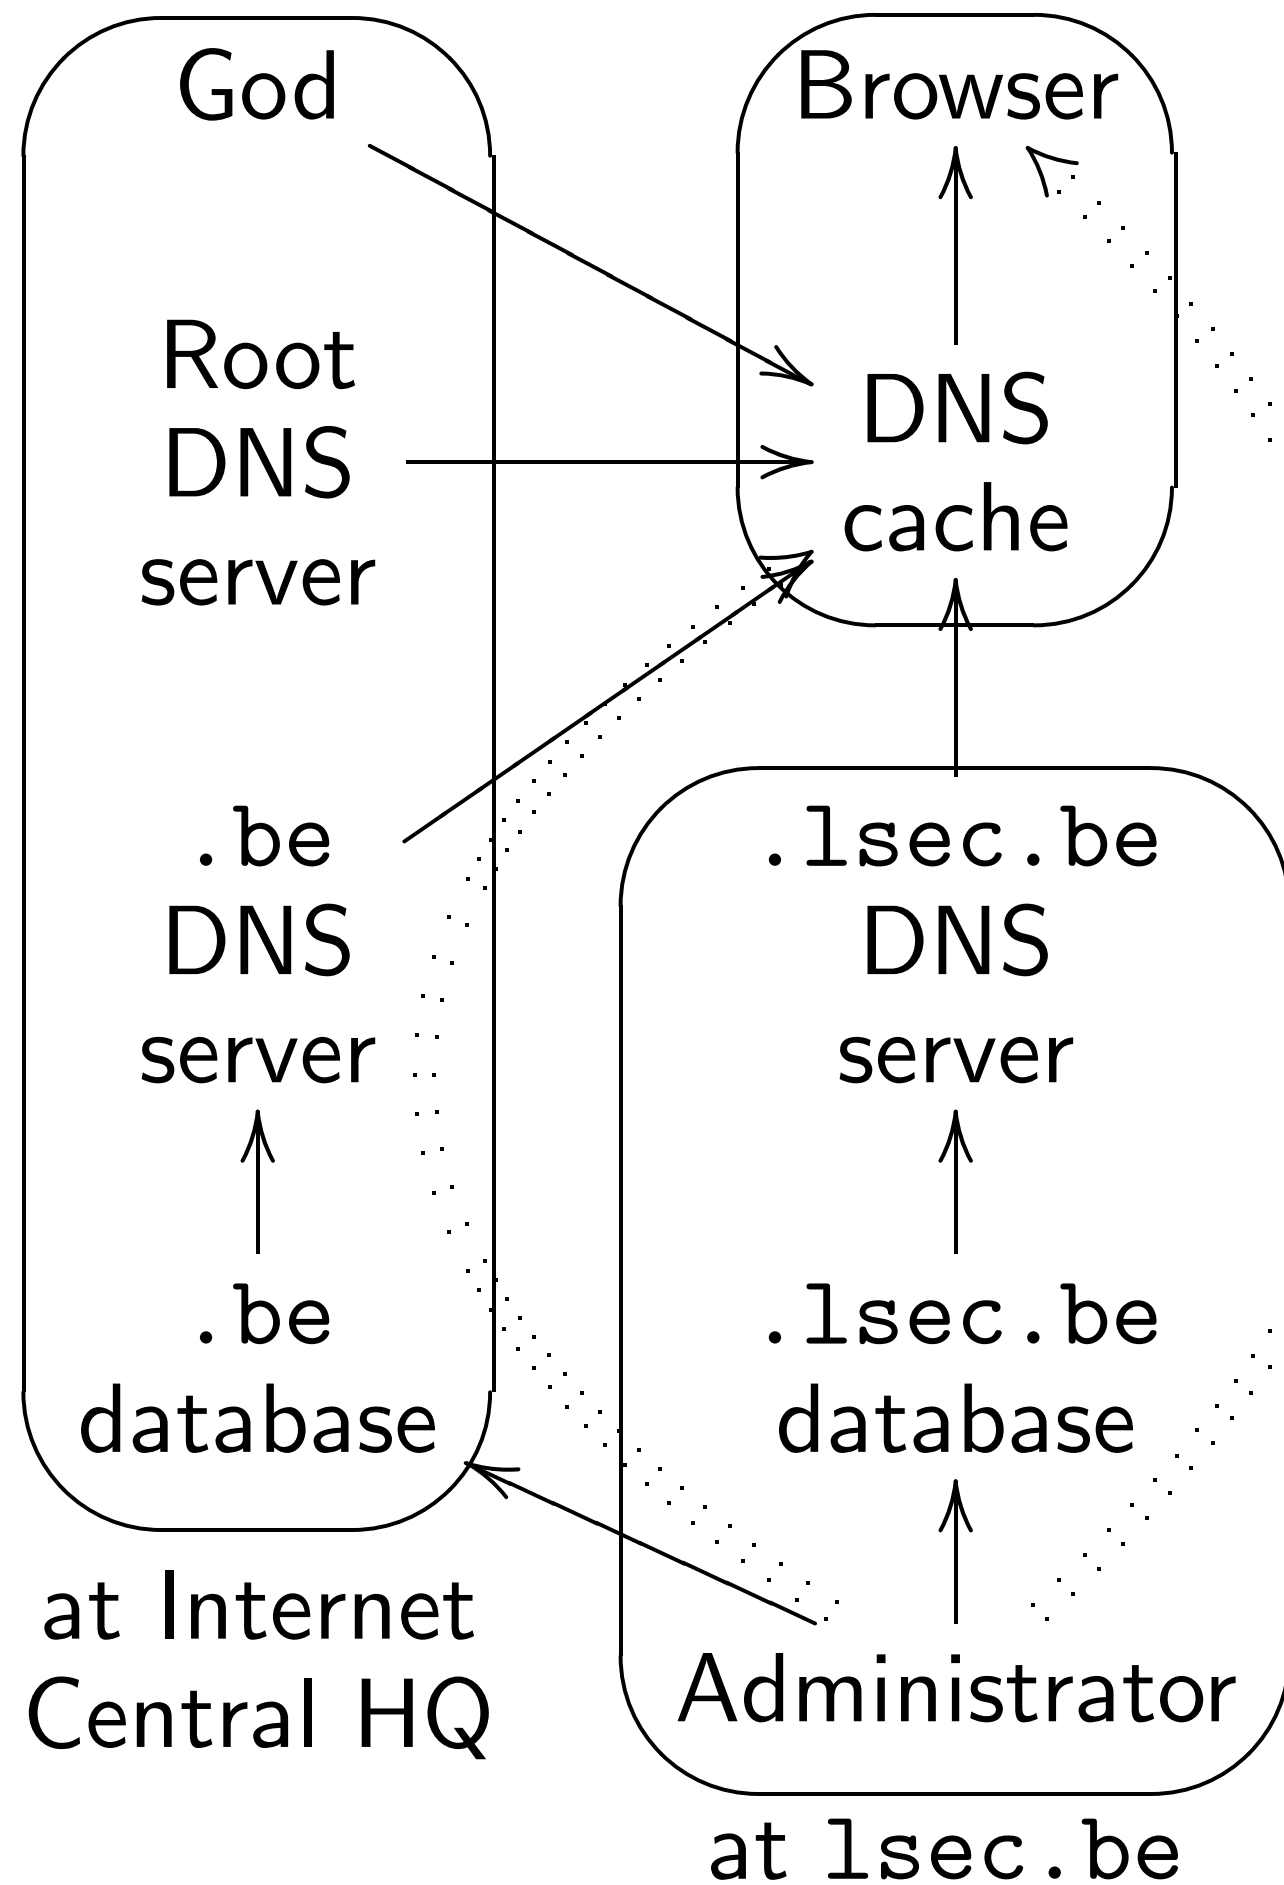 God
Root
DNS
server
.be
DNS
server
.be
database
at Internet
Central HQ
Browser
DNS
cache
.lsec.be
DNS
server
.lsec.be
database
Administrator
at lsec.be